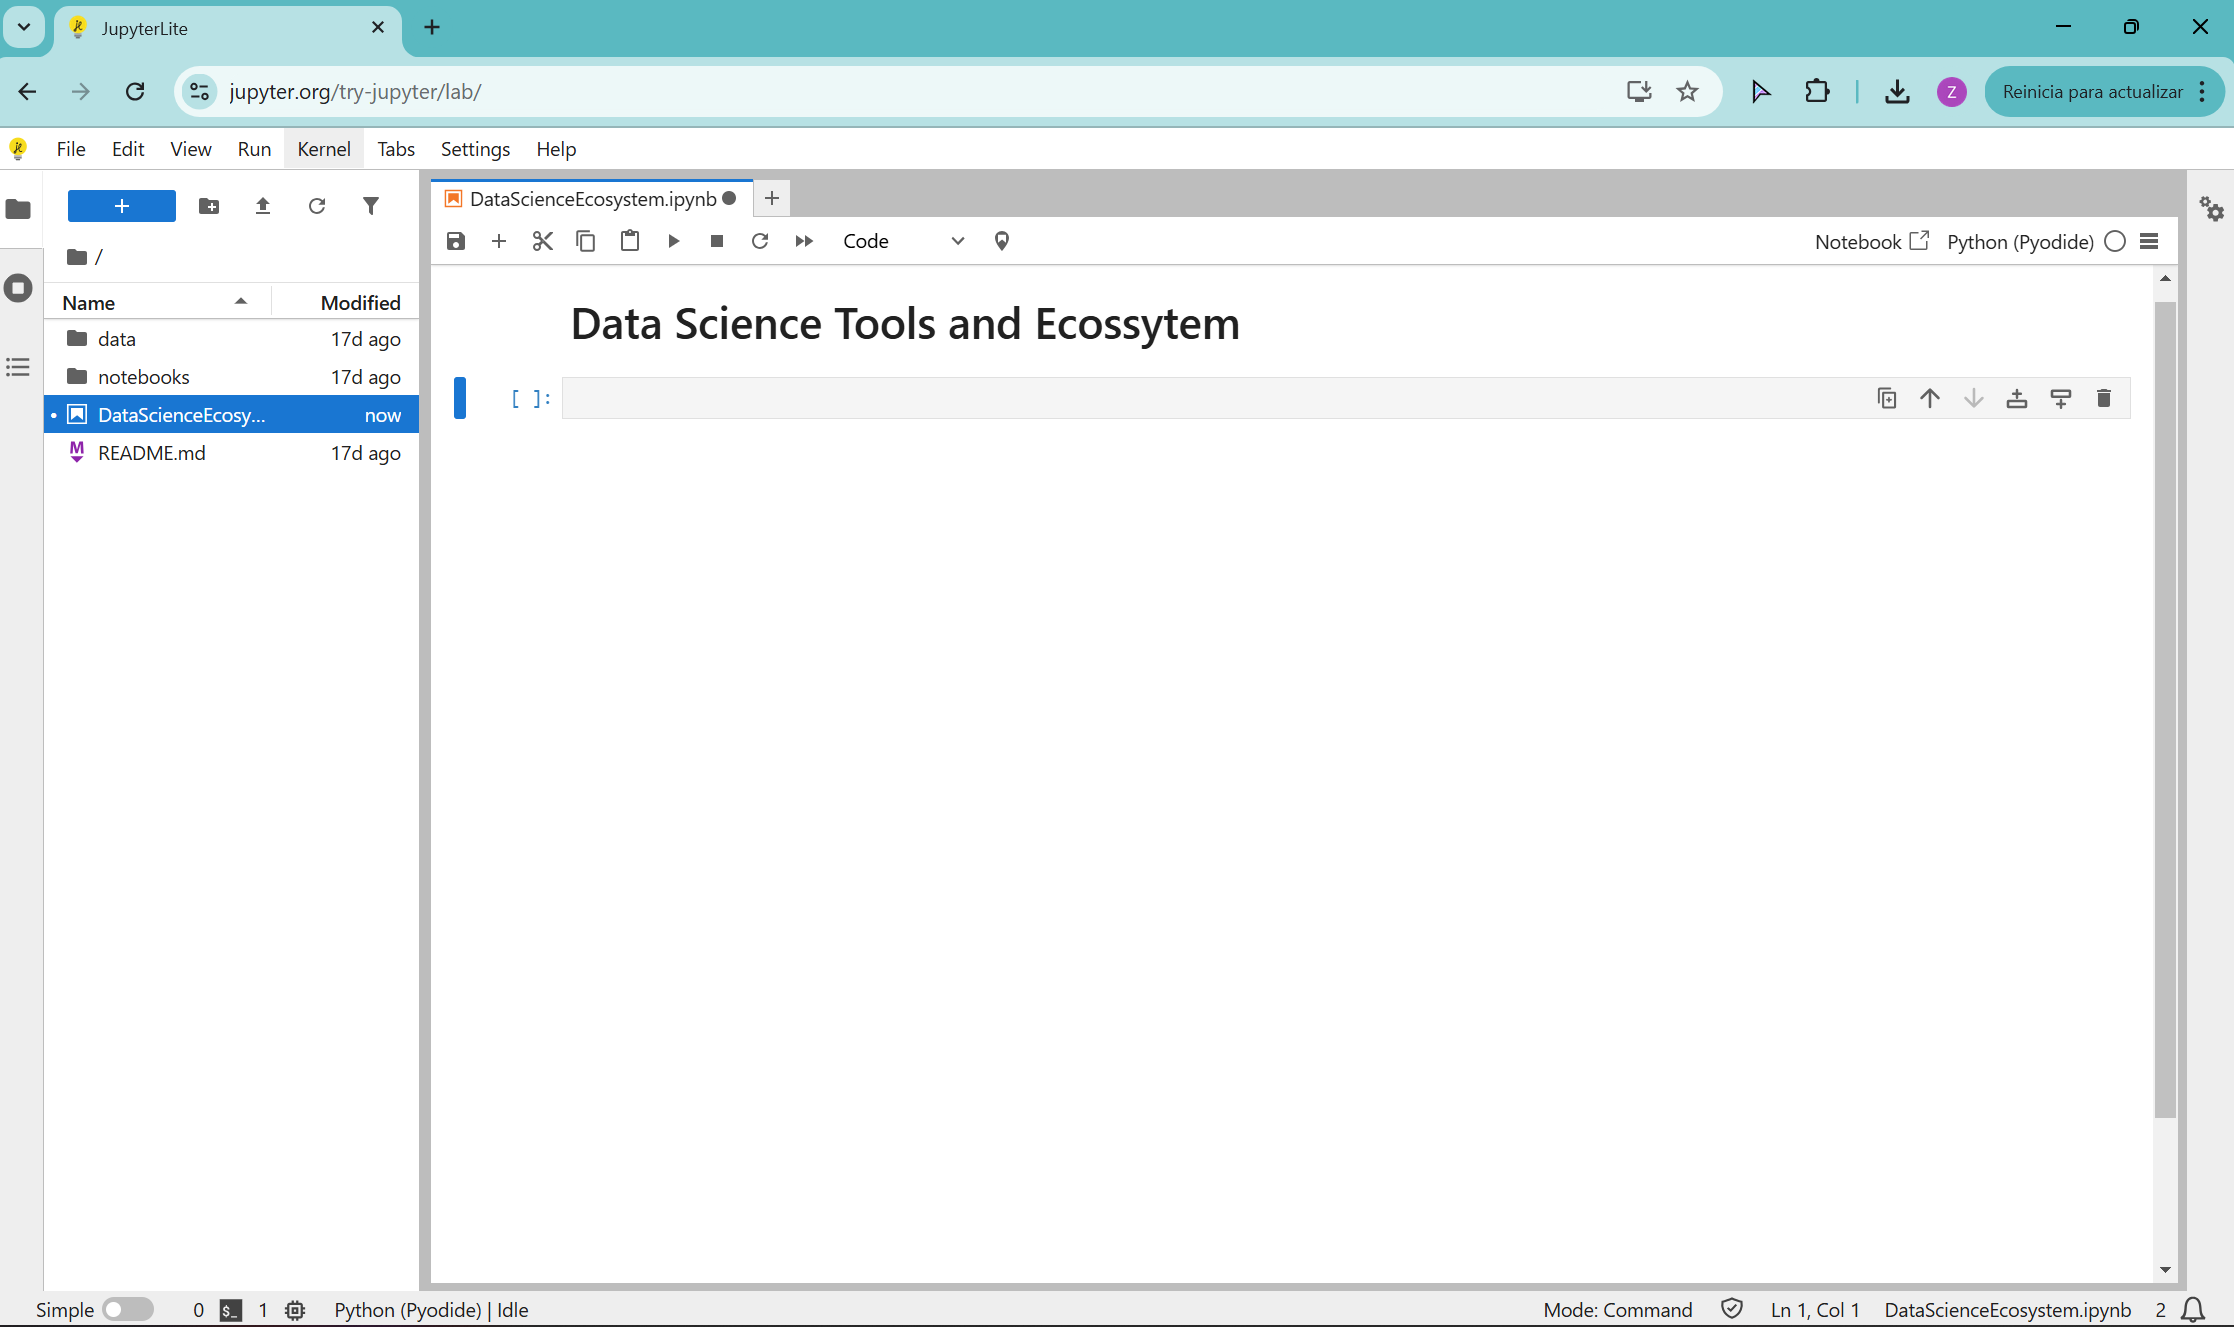 JupyterLite
jupyter.org/try-jupyter/lab/
Z
Reinicia para actualizar
File Edit View Run Kernel Tabs Settings Help
DataScienceEcosystem.ipynb
Code
Notebook
Python (Pyodide)
/
Name Modified
data 17d ago
notebooks 17d ago
DataScienceEcosy... now
README.md 17d ago
Data Science Tools and Ecossytem
[ ]:
Simple 0 $_ 1 Python (Pyodide) | Idle
Mode: Command Ln 1, Col 1 DataScienceEcosystem.ipynb 2